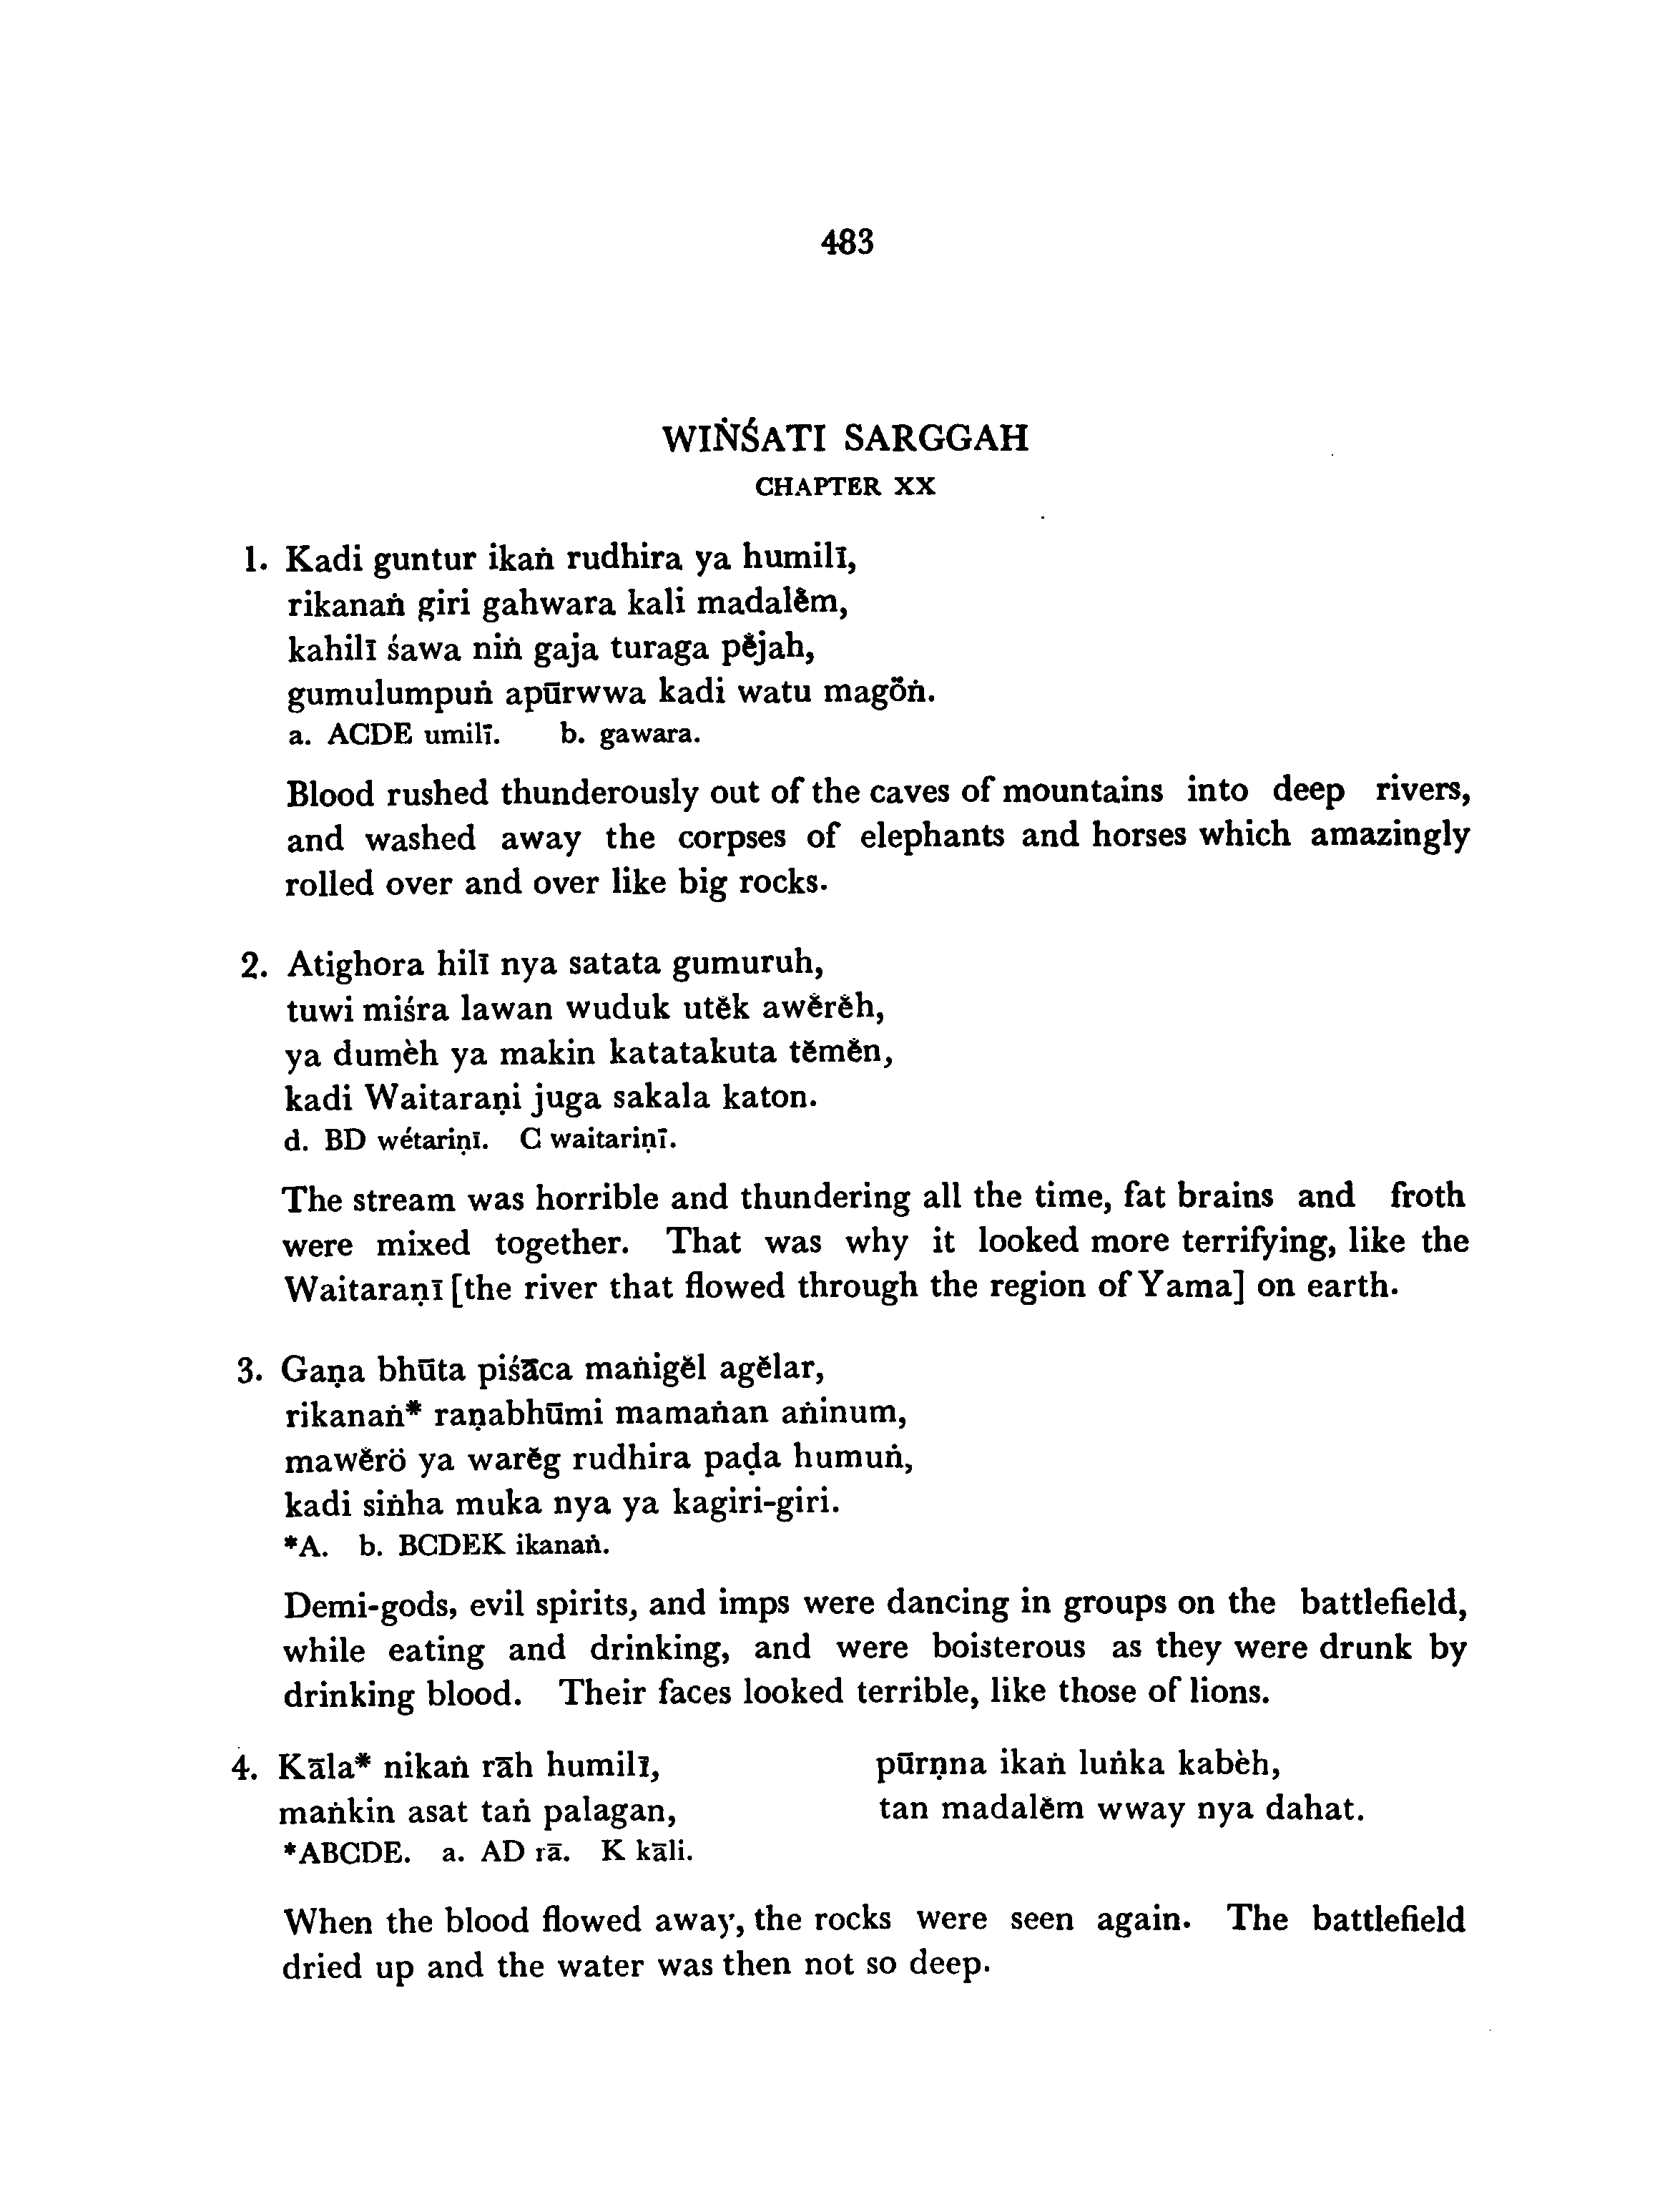 483
WIṄŚATI SARGGAH
CHAPTER XX
1. Kadi guntur ikaṅ rudhira ya humilī,
rikanaṅ giri gahwara kali madalĕm,
kahilī śawa niṅ gaja turaga pĕjah,
gumulumpuṅ apūrwwa kadi watu magö̆ṅ.
a. ACDE umilī. b. gawara.
Blood rushed thunderously out of the caves of mountains into deep rivers,
and washed away the corpses of elephants and horses which amazingly
rolled over and over like big rocks.
2. Atighora hilī nya satata gumuruh,
tuwi miśra lawan wuduk utĕk awĕrĕh,
ya dumèh ya makin katatakuta tĕmĕn,
kadi Waitaraṇi juga sakala katon.
d. BD wétariṇī. C waitariṇī.
The stream was horrible and thundering all the time, fat brains and froth
were mixed together. That was why it looked more terrifying, like the
Waitaraṇī [the river that flowed through the region of Yama] on earth.
3. Gaṇa bhūta piśāca maṅigĕl agĕlar,
rikanaṅ* raṇabhūmi mamaṅan aṅinum,
mawĕrö ya warĕg rudhira paḍa humuṅ,
kadi siṅha muka nya ya kagiri-giri.
*A. b. BCDEK ikanaṅ.
Demi-gods, evil spirits, and imps were dancing in groups on the battlefield,
while eating and drinking, and were boisterous as they were drunk by
drinking blood. Their faces looked terrible, like those of lions.
4. Kāla* nikaṅ rāh humilī, pūrṇna ikaṅ luṅka kabèh,
maṅkin asat taṅ palagan, tan madalĕm wway nya dahat.
*ABCDE. a. AD rā. K kāli.
When the blood flowed away, the rocks were seen again. The battlefield
dried up and the water was then not so deep.